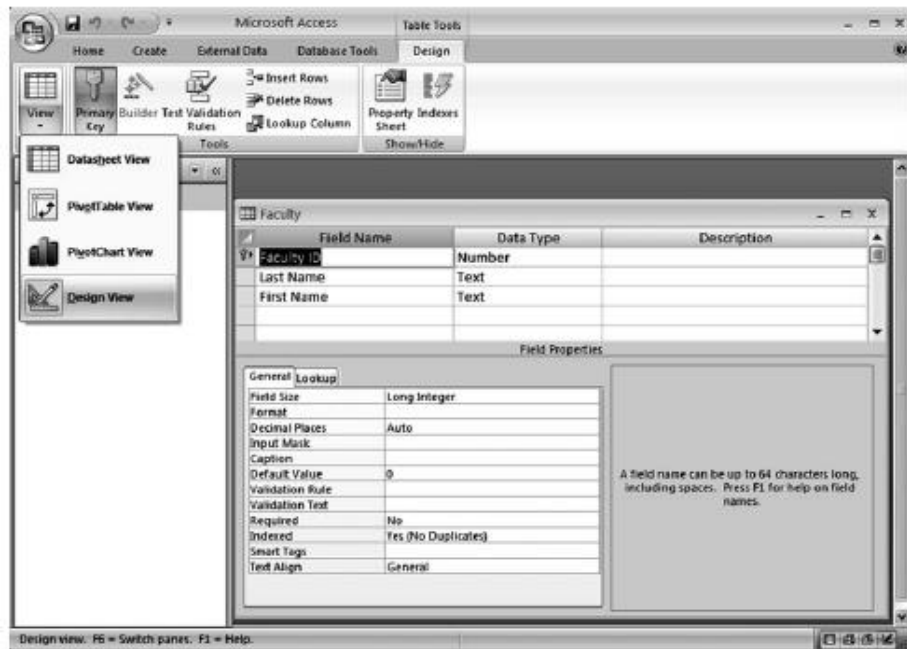 Microsoft Access
Table Tools
Home Create External Data Database Tools Design
View
Primary Key
Builder
Test Validation Rules
Insert Rows
Delete Rows
Lookup Column
Property Sheet
Indexes
Tools
Show/Hide
Datasheet View
PivotTable View
PivotChart View
Design View
Faculty
Field Name Data Type Description
Faculty ID Number
Last Name Text
First Name Text
Field Properties
General Lookup
Field Size Long Integer
Format
Decimal Places Auto
Input Mask
Caption
Default Value 0
Validation Rule
Validation Text
Required No
Indexed Yes (No Duplicates)
Smart Tags
Text Align General
A field name can be up to 64 characters long,
including spaces. Press F1 for help on field
names.
Design view. F6 = Switch panes. F1 = Help.